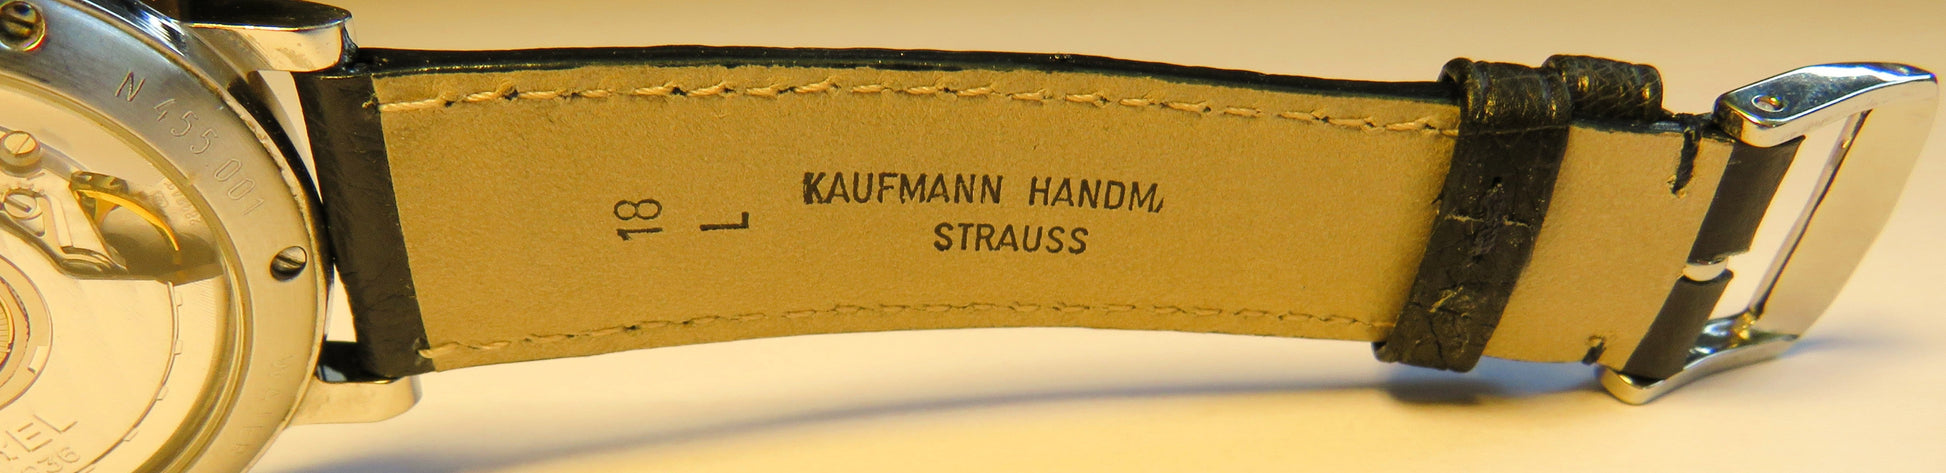 N 455.001
18
L
KAUFMANN HANDM
STRAUSS